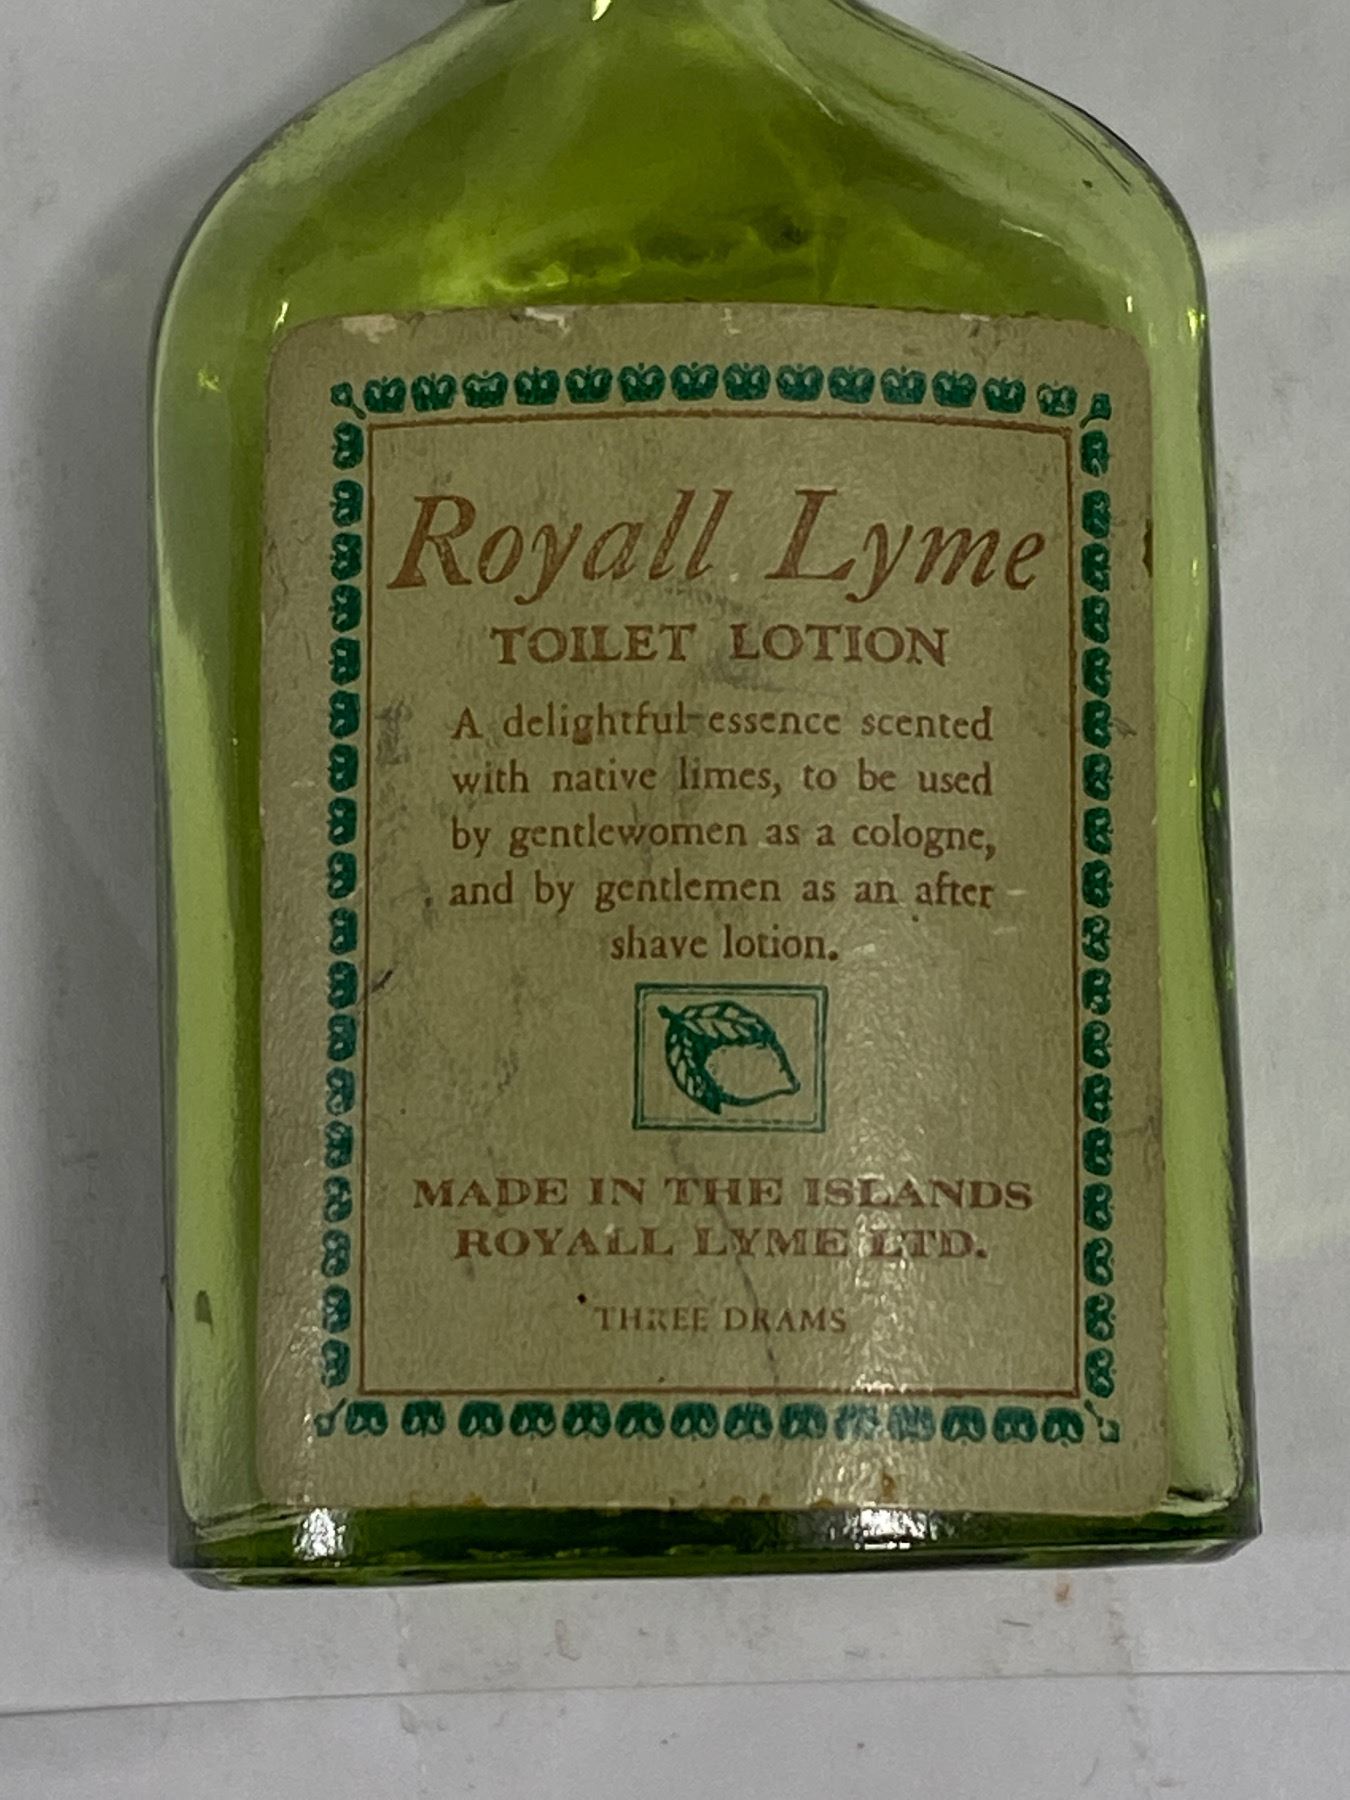 Royall Lyme
TOILET LOTION
A delightful essence scented
with native limes, to be used
by gentlewomen as a cologne,
and by gentlemen as an after
shave lotion.
MADE IN THE ISLANDS
ROYALL LYME LTD.
THREE DRAMS